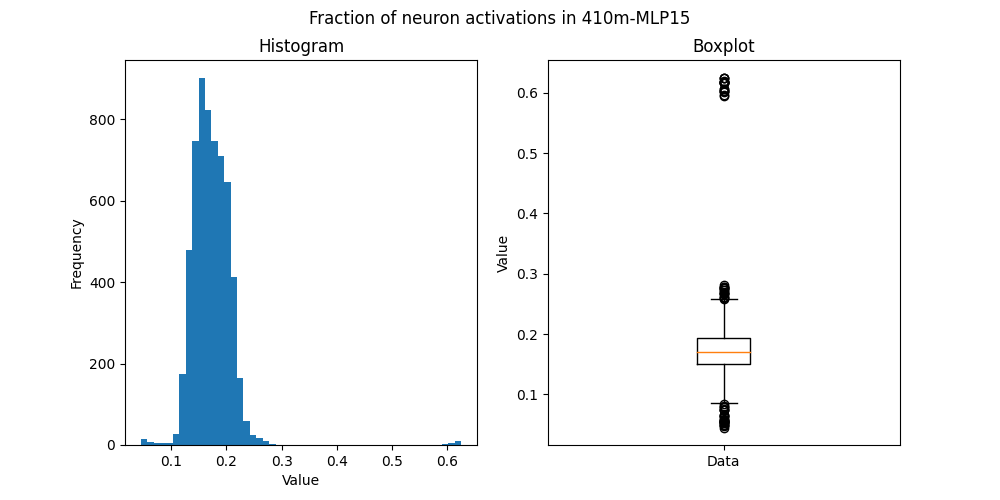 Fraction of neuron activations in 410m-MLP15
Histogram
Frequency
800
600
400
200
0
0.1 0.2 0.3 0.4 0.5 0.6
Value
Boxplot
Value
0.6
0.5
0.4
0.3
0.2
0.1
Data